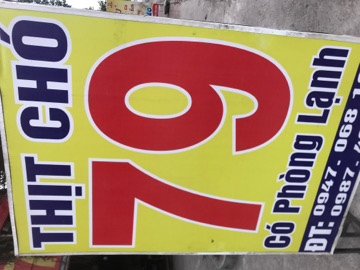 THỊT CHÓ
79
Có Phòng Lạnh
ĐT: 0947 068
0987